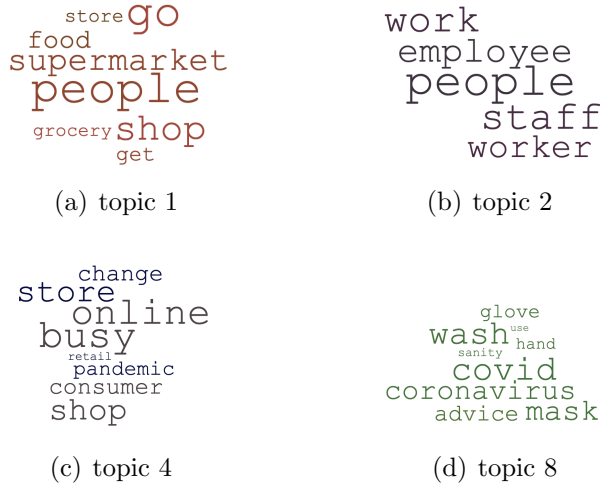 store go
food
supermarket
people
grocery shop
get
(a) topic 1
work
employee
people
staff
worker
(b) topic 2
change
store
online
busy
retail
pandemic
consumer
shop
(c) topic 4
glove
wash use
hand
sanity
covid
coronavirus
advice mask
(d) topic 8